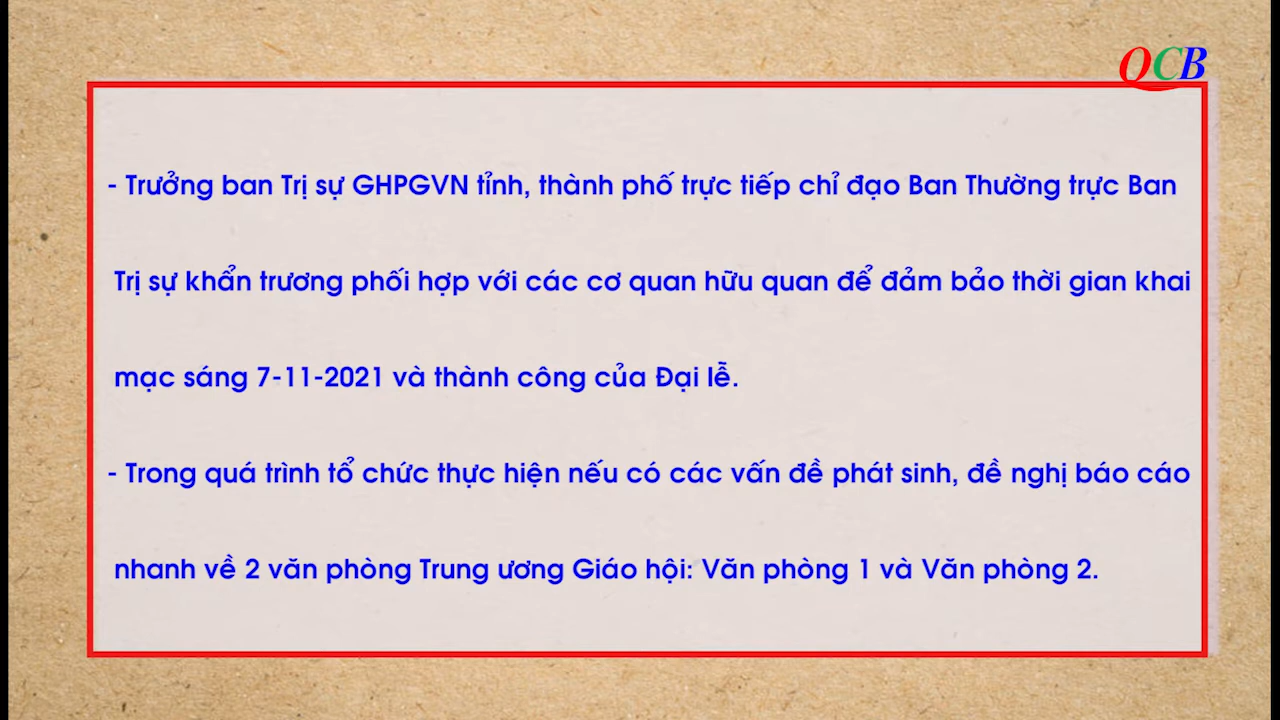 QCB
- Trưởng ban Trị sự GHPGVN tỉnh, thành phố trực tiếp chỉ đạo Ban Thường trực Ban
Trị sự khẩn trương phối hợp với các cơ quan hữu quan để đảm bảo thời gian khai
mạc sáng 7-11-2021 và thành công của Đại lễ.
- Trong quá trình tổ chức thực hiện nếu có các vấn đề phát sinh, đề nghị báo cáo
nhanh về 2 văn phòng Trung ương Giáo hội: Văn phòng 1 và Văn phòng 2.